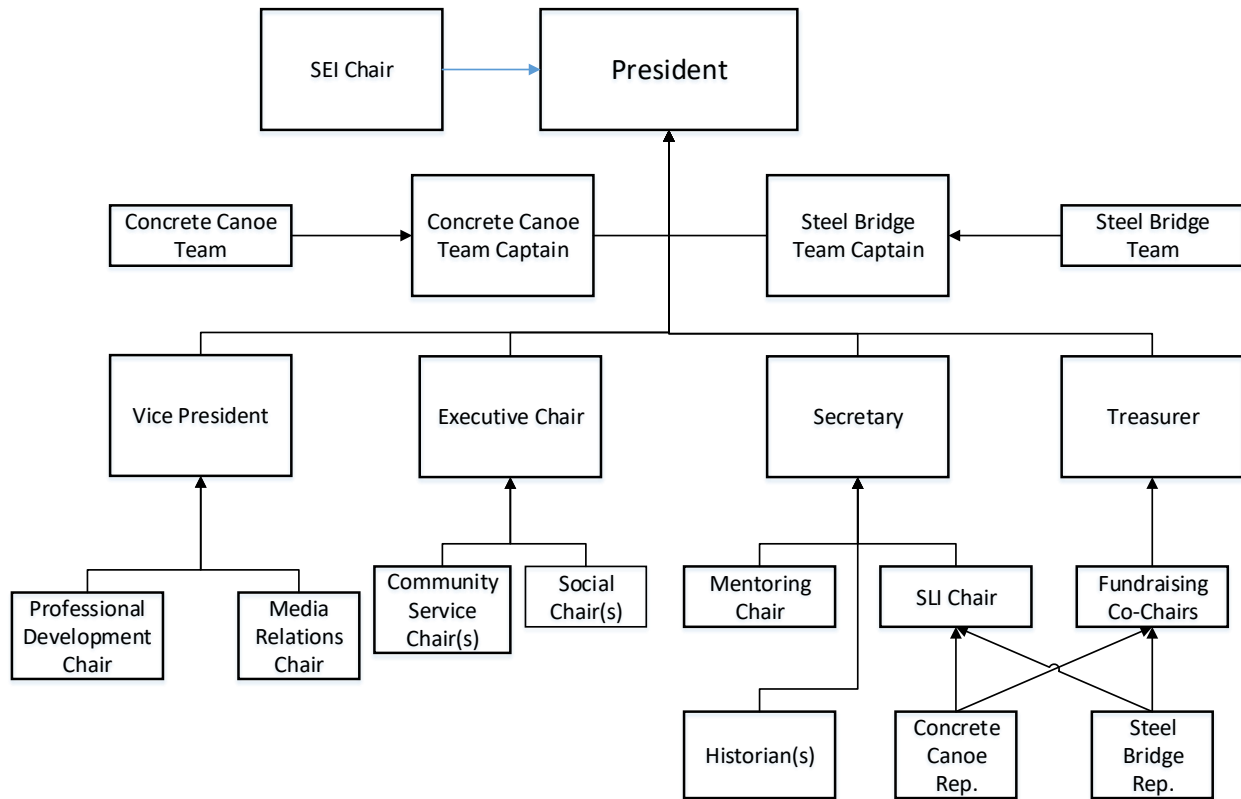 SEI Chair
President
Concrete Canoe
Team
Concrete Canoe
Team Captain
Steel Bridge
Team Captain
Steel Bridge
Team
Vice President
Executive Chair
Secretary
Treasurer
Professional
Development
Chair
Media
Relations
Chair
Community
Service
Chair(s)
Social
Chair(s)
Mentoring
Chair
SLI Chair
Fundraising
Co-Chairs
Historian(s)
Concrete
Canoe
Rep.
Steel
Bridge
Rep.